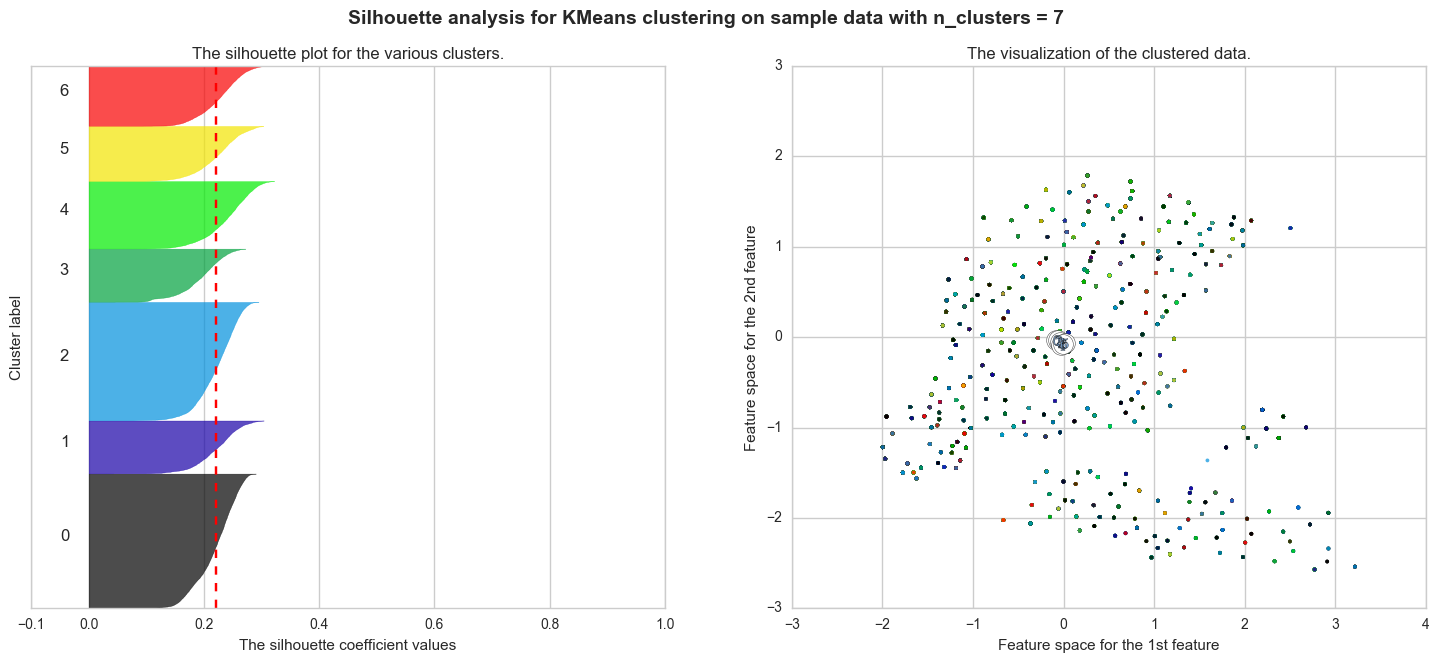 Silhouette analysis for KMeans clustering on sample data with n_clusters = 7
The silhouette plot for the various clusters.
6
5
4
3
2
1
0
Cluster label
−0.1 0.0 0.2 0.4 0.6 0.8 1.0
The silhouette coefficient values
The visualization of the clustered data.
3
2
1
0
−1
−2
−3
Feature space for the 2nd feature
−3 −2 −1 0 1 2 3 4
Feature space for the 1st feature